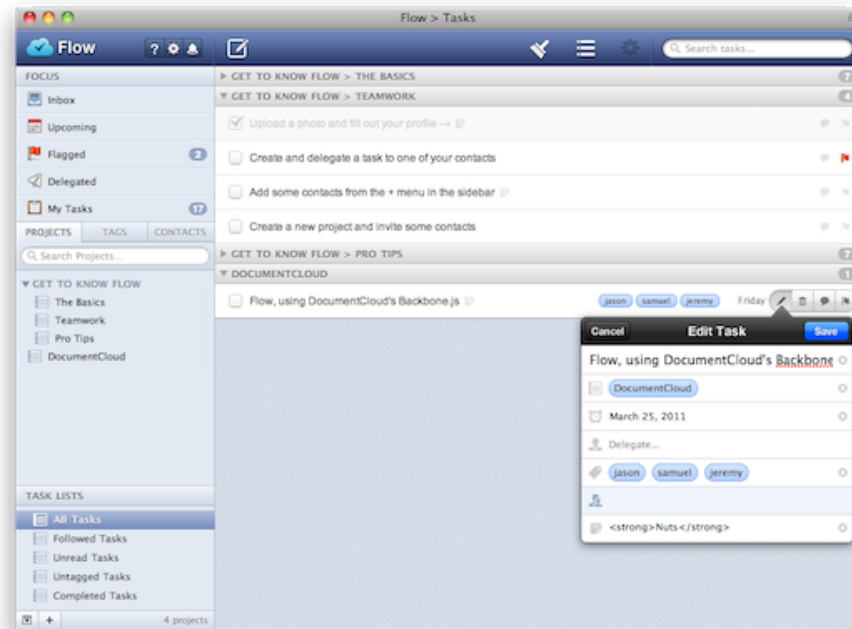 Flow > Tasks
Flow ? Search tasks...
FOCUS
Inbox
Upcoming
Flagged 2
Delegated
My Tasks 17
PROJECTS TAGS CONTACTS
Search Projects...
GET TO KNOW FLOW
The Basics
Teamwork
Pro Tips
DocumentCloud
TASK LISTS
All Tasks
Followed Tasks
Unread Tasks
Untagged Tasks
Completed Tasks
+ 4 projects
GET TO KNOW FLOW > THE BASICS 7
GET TO KNOW FLOW > TEAMWORK 4
Upload a photo and fill out your profile →
Create and delegate a task to one of your contacts
Add some contacts from the + menu in the sidebar
Create a new project and invite some contacts
GET TO KNOW FLOW > PRO TIPS 7
DOCUMENTCLOUD 1
Flow, using DocumentCloud's Backbone.js jason samuel jeremy Friday
Cancel Edit Task Save
Flow, using DocumentCloud's Backbone
DocumentCloud
March 25, 2011
Delegate...
jason samuel jeremy
<strong>Nuts</strong>